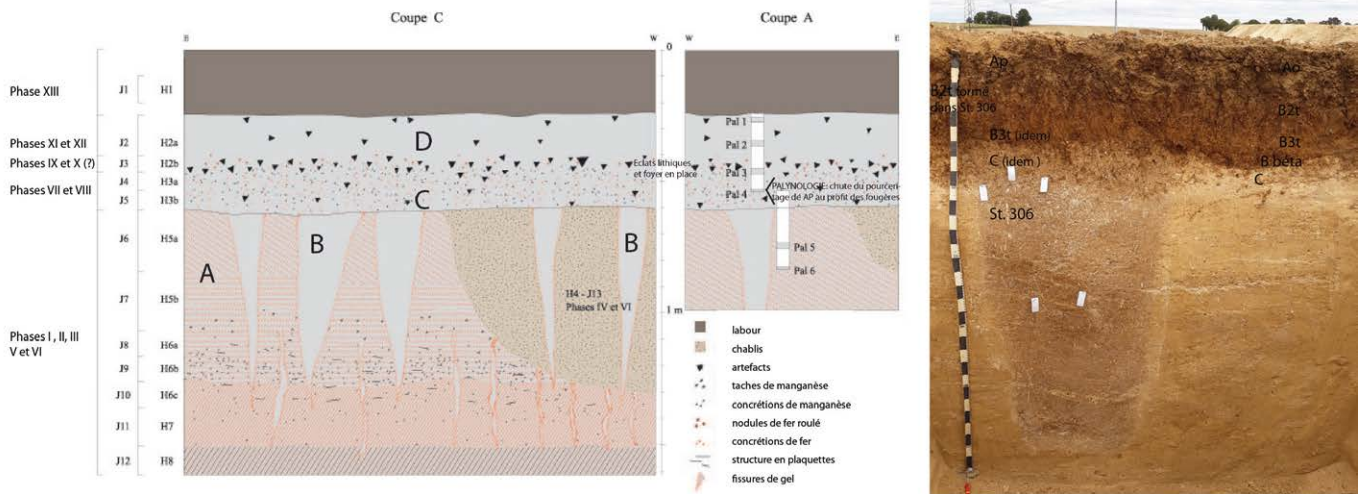 Coupe C
Coupe A
E
W
W
E
0
Phase XIII
J1
H1
Phases XI et XII
J2
H2a
D
Phases IX et X (?)
J3
H2b
Phases VII et VIII
J4
H3a
J5
H3b
C
J6
H5a
A
B
B
J7
H5b
H4 - J13
Phases IV et VI
Phases I , II, III
V et VI
J8
H6a
J9
H6b
J10
H6c
J11
H7
J12
H8
1 m
Pal 1
Pal 2
Eclats lithiques
et foyer en place
Pal 3
Pal 4
PALYNOLOGIE: chute du pourcen-
tage de AP au profit des fougères
Pal 5
Pal 6
labour
chablis
artefacts
taches de manganèse
concrétions de manganèse
nodules de fer roulé
concrétions de fer
structure en plaquettes
fissures de gel
Ap
Ap
B2t formé
dans St. 306
B2t
B3t (idem)
B3t
C (idem )
B béta
C
St. 306